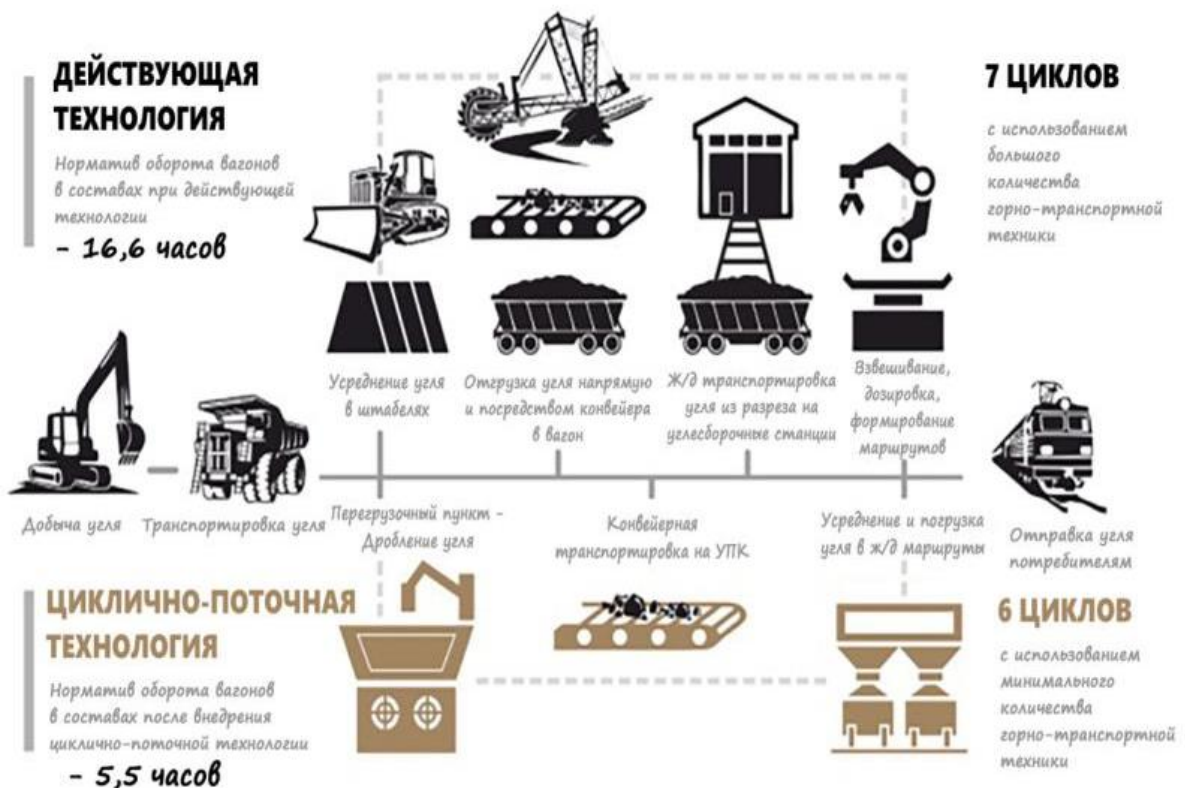 ДЕЙСТВУЮЩАЯ
ТЕХНОЛОГИЯ
Норматив оборота вагонов
в составах при действующей
технологии
- 16,6 часов
7 ЦИКЛОВ
с использованием
большого
количества
горно-транспортной
техники
Усреднение угля
в штабелях
Отгрузка угля напрямую
и посредством конвейера
в вагон
Ж/д транспортировка
угля из разреза на
углесборочные станции
Взвешивание,
дозировка,
формирование
маршрутов
Добыча угля
Транспортировка угля
Перегрузочный пункт -
Дробление угля
Конвейерная
транспортировка на УПК
Усреднение и погрузка
угля в ж/д маршруты
Отправка угля
потребителям
ЦИКЛИЧНО-ПОТОЧНАЯ
ТЕХНОЛОГИЯ
Норматив оборота вагонов
в составах после внедрения
циклично-поточной технологии
- 5,5 часов
6 ЦИКЛОВ
с использованием
минимального
количества
горно-транспортной
техники